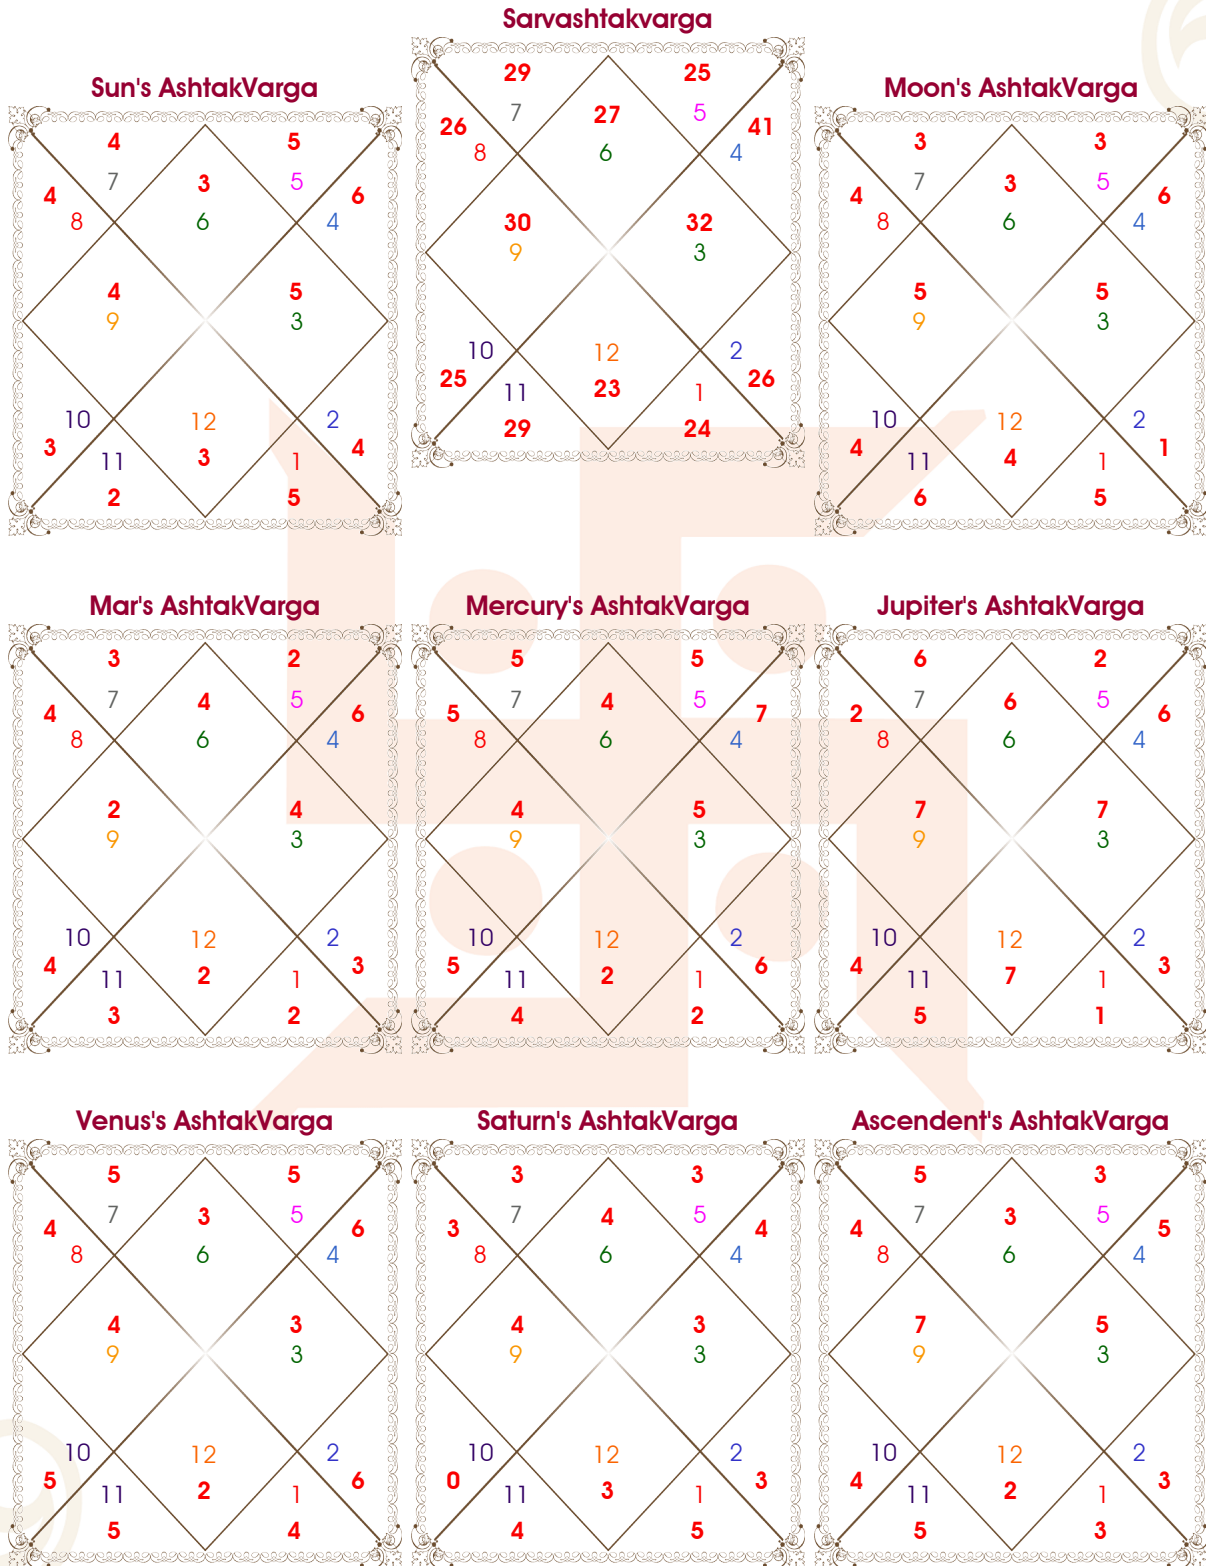 Sarvashtakvarga
29 25
7 27 5
26 41
8 6 4
30 32
9 3
10 12 2
25 23 26
11 1
29 24
Sun's AshtakVarga
4 5
7 3 5
4 6
8 6 4
4 5
9 3
10 12 2
3 3 4
11 1
2 5
Moon's AshtakVarga
3 3
7 3 5
4 6
8 6 4
5 5
9 3
10 12 2
4 4 1
11 1
6 5
Mar's AshtakVarga
3 2
7 4 5
4 6
8 6 4
2 4
9 3
10 12 2
4 2 3
11 1
3 2
Mercury's AshtakVarga
5 5
7 4 5
5 7
8 6 4
4 5
9 3
10 12 2
5 2 6
11 1
4 2
Jupiter's AshtakVarga
6 2
7 6 5
2 6
8 6 4
7 7
9 3
10 12 2
4 7 3
11 1
5 1
Venus's AshtakVarga
5 5
7 3 5
4 6
8 6 4
4 3
9 3
10 12 2
5 2 6
11 1
5 4
Saturn's AshtakVarga
3 3
7 4 5
3 4
8 6 4
4 3
9 3
10 12 2
0 3 3
11 1
4 5
Ascendent's AshtakVarga
5 3
7 3 5
4 5
8 6 4
7 5
9 3
10 12 2
4 2 3
11 1
5 3